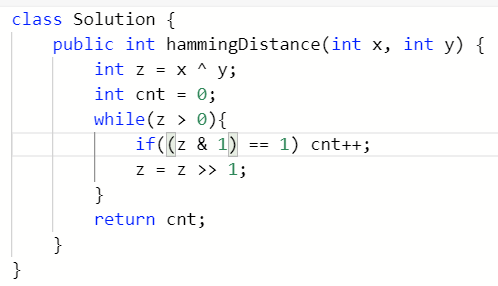 class Solution {
    public int hammingDistance(int x, int y) {
        int z = x ^ y;
        int cnt = 0;
        while(z > 0){
            if((z & 1) == 1) cnt++;
            z = z >> 1;
        }
        return cnt;
    }
}